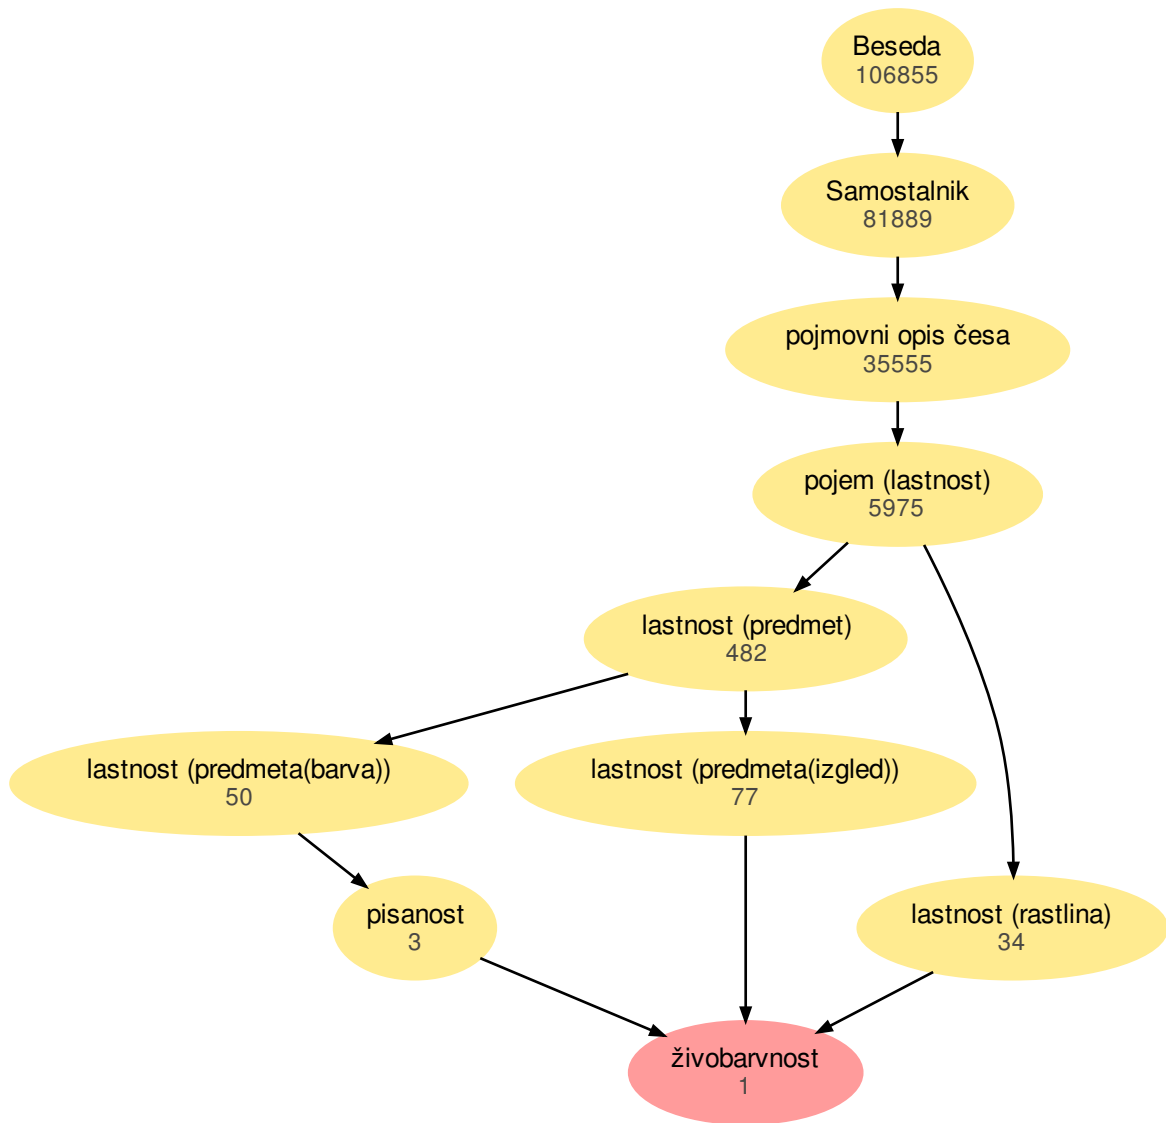 Beseda
106855
Samostalnik
81889
pojmovni opis česa
35555
pojem (lastnost)
5975
lastnost (predmet)
482
lastnost (predmeta(barva))
50
lastnost (predmeta(izgled))
77
pisanost
3
lastnost (rastlina)
34
živobarvnost
1